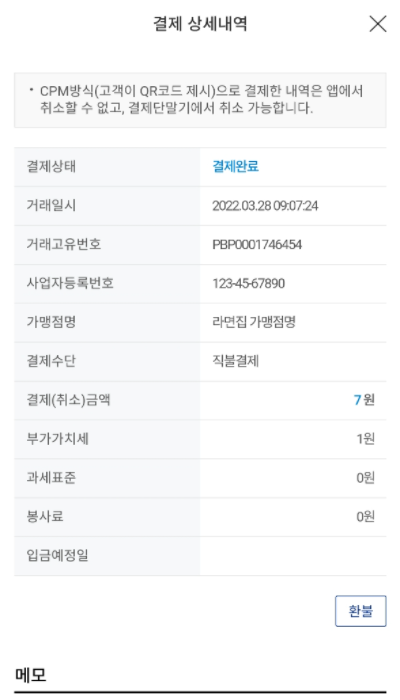 결제 상세내역
• CPM방식(고객이 QR코드 제시)으로 결제한 내역은 앱에서
취소할 수 없고, 결제단말기에서 취소 가능합니다.
결제상태 결제완료
거래일시 2022.03.28 09:07:24
거래고유번호 PBP0001746454
사업자등록번호 123-45-67890
가맹점명 라면집 가맹점명
결제수단 직불결제
결제(취소)금액 7 원
부가가치세 1원
과세표준 0원
봉사료 0원
입금예정일
환불
메모